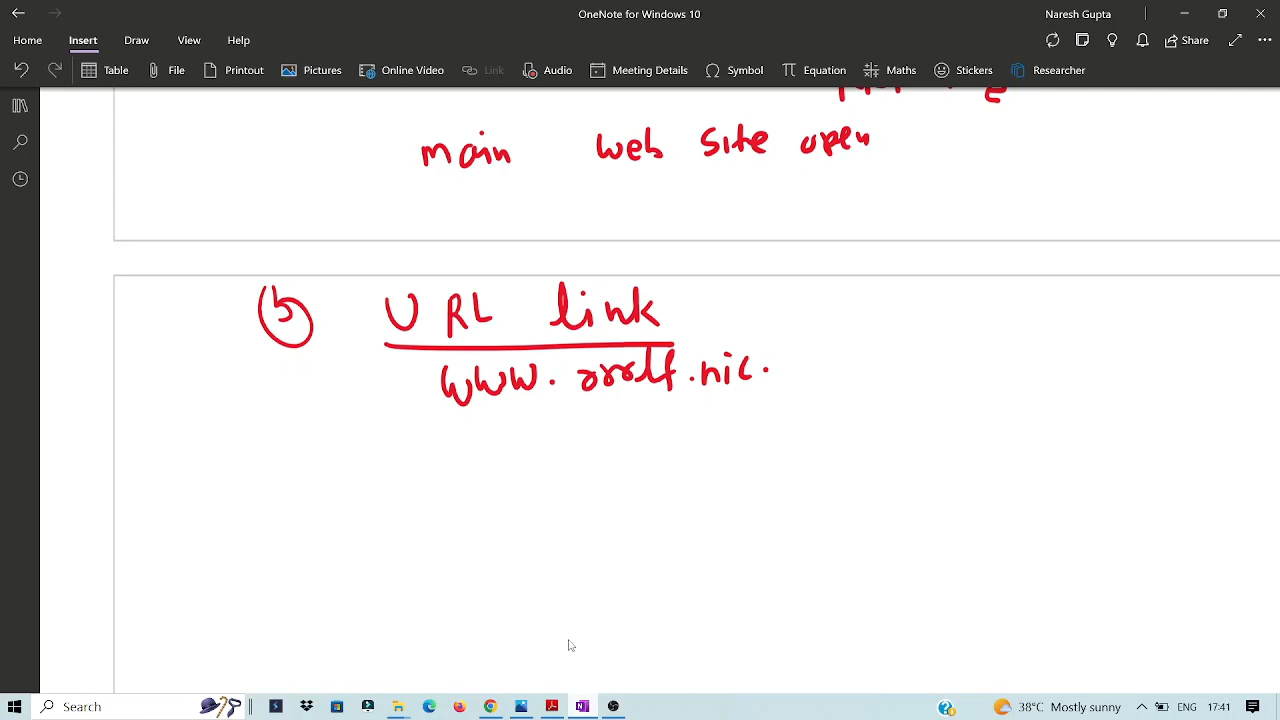 OneNote for Windows 10
Naresh Gupta
Home Insert Draw View Help
Share
Table File Printout Pictures Online Video Link Audio Meeting Details Symbol Equation Maths Stickers Researcher
main web site open
5 URL link
www.rrrlf.nic.
Search
38°C Mostly sunny ENG 17:41